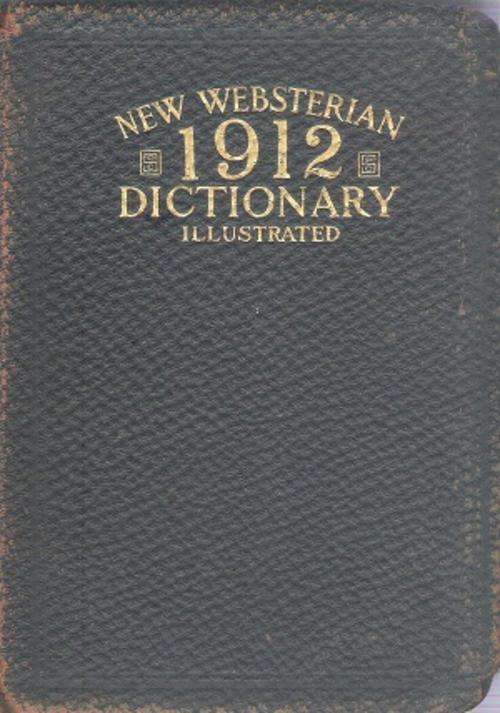 NEW WEBSTERIAN
1912
DICTIONARY
ILLUSTRATED